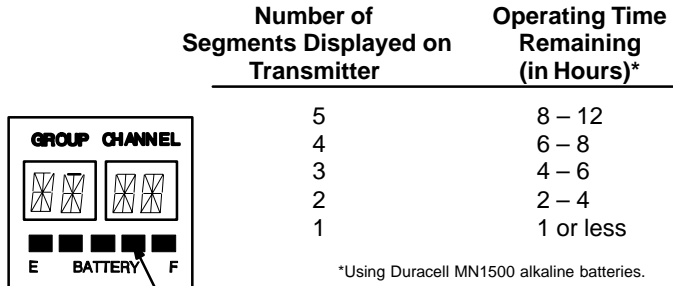 Number of Operating Time
Segments Displayed on Remaining
Transmitter (in Hours)*
5 8 – 12
4 6 – 8
3 4 – 6
2 2 – 4
1 1 or less
*Using Duracell MN1500 alkaline batteries.
GROUP CHANNEL
E BATTERY F